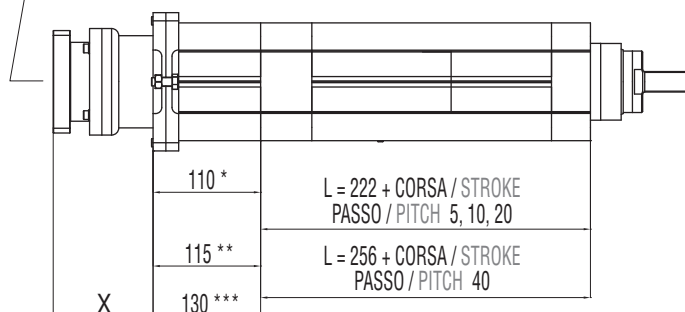 110 *
L = 222 + CORSA / STROKE
PASSO / PITCH 5, 10, 20
115 **
L = 256 + CORSA / STROKE
PASSO / PITCH 40
X
130 ***